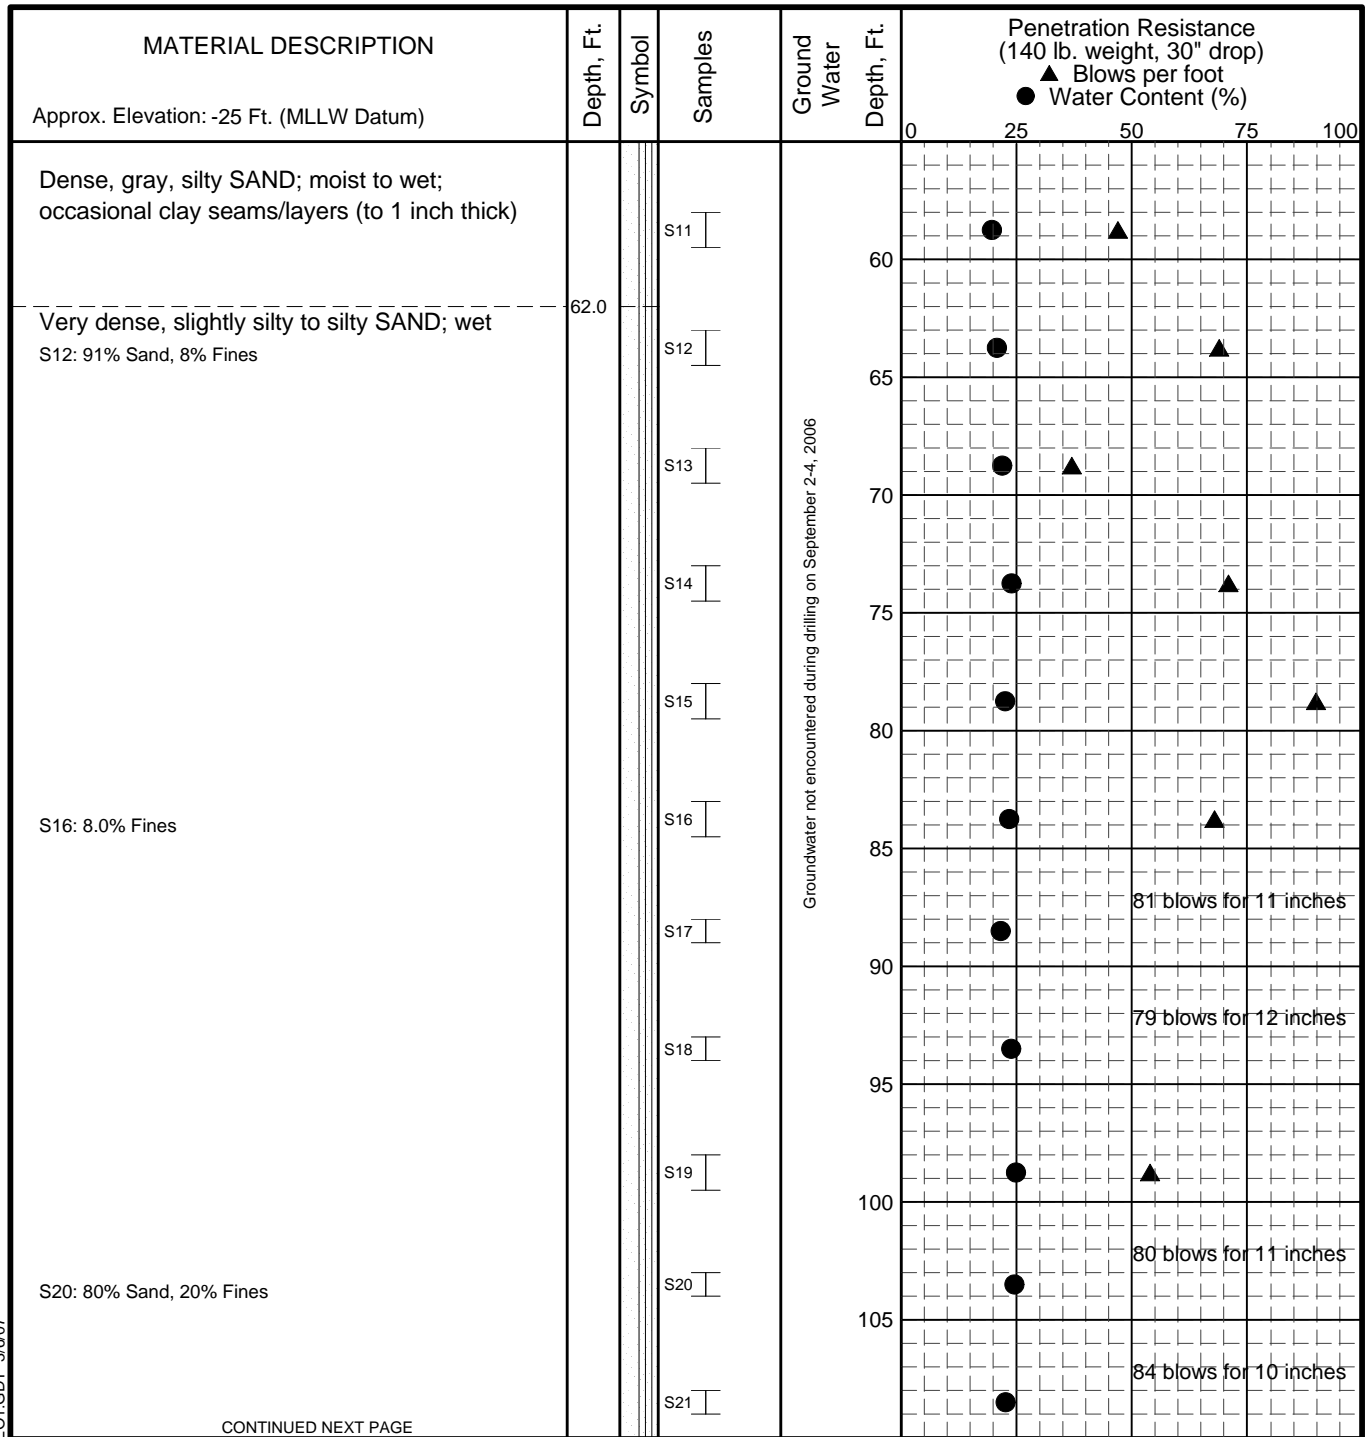 MATERIAL DESCRIPTION
Approx. Elevation: -25 Ft. (MLLW Datum)
Depth, Ft.
Symbol
Samples
Ground
Water
Depth, Ft.
Penetration Resistance
(140 lb. weight, 30" drop)
▲ Blows per foot
● Water Content (%)
0 25 50 75 100
Dense, gray, silty SAND; moist to wet;
occasional clay seams/layers (to 1 inch thick)
S11
60
62.0
Very dense, slightly silty to silty SAND; wet
S12: 91% Sand, 8% Fines
S12
65
S13
70
Groundwater not encountered during drilling on September 2-4, 2006
S14
75
S15
80
S16: 8.0% Fines
S16
85
81 blows for 11 inches
S17
90
79 blows for 12 inches
S18
95
S19
100
80 blows for 11 inches
S20: 80% Sand, 20% Fines
S20
105
84 blows for 10 inches
S21
CONTINUED NEXT PAGE